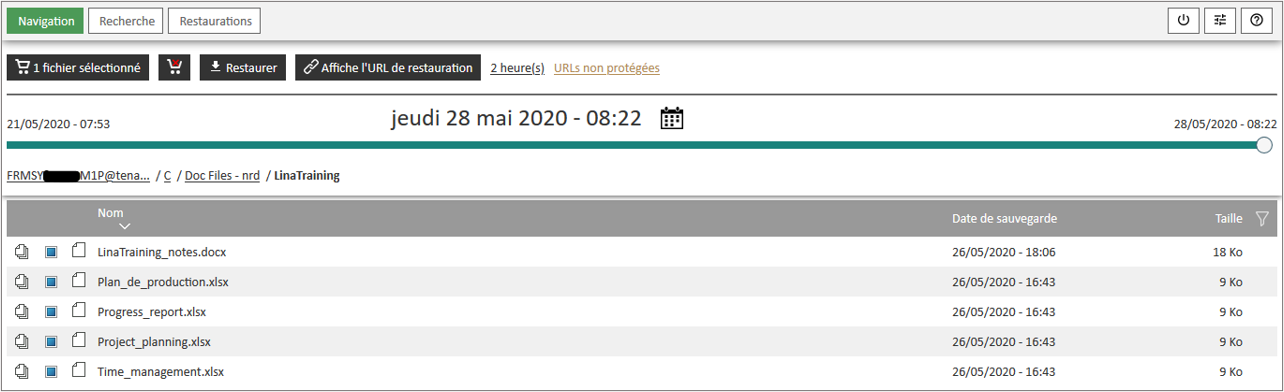 Navigation Recherche Restaurations
1 fichier sélectionné Restaurer Affiche l'URL de restauration 2 heure(s) URLs non protégées
jeudi 28 mai 2020 - 08:22
21/05/2020 - 07:53 28/05/2020 - 08:22
FRMSY M1P@tena... / C / Doc Files - nrd / LinaTraining
Nom Date de sauvegarde Taille
LinaTraining_notes.docx 26/05/2020 - 18:06 18 Ko
Plan_de_production.xlsx 26/05/2020 - 16:43 9 Ko
Progress_report.xlsx 26/05/2020 - 16:43 9 Ko
Project_planning.xlsx 26/05/2020 - 16:43 9 Ko
Time_management.xlsx 26/05/2020 - 16:43 9 Ko